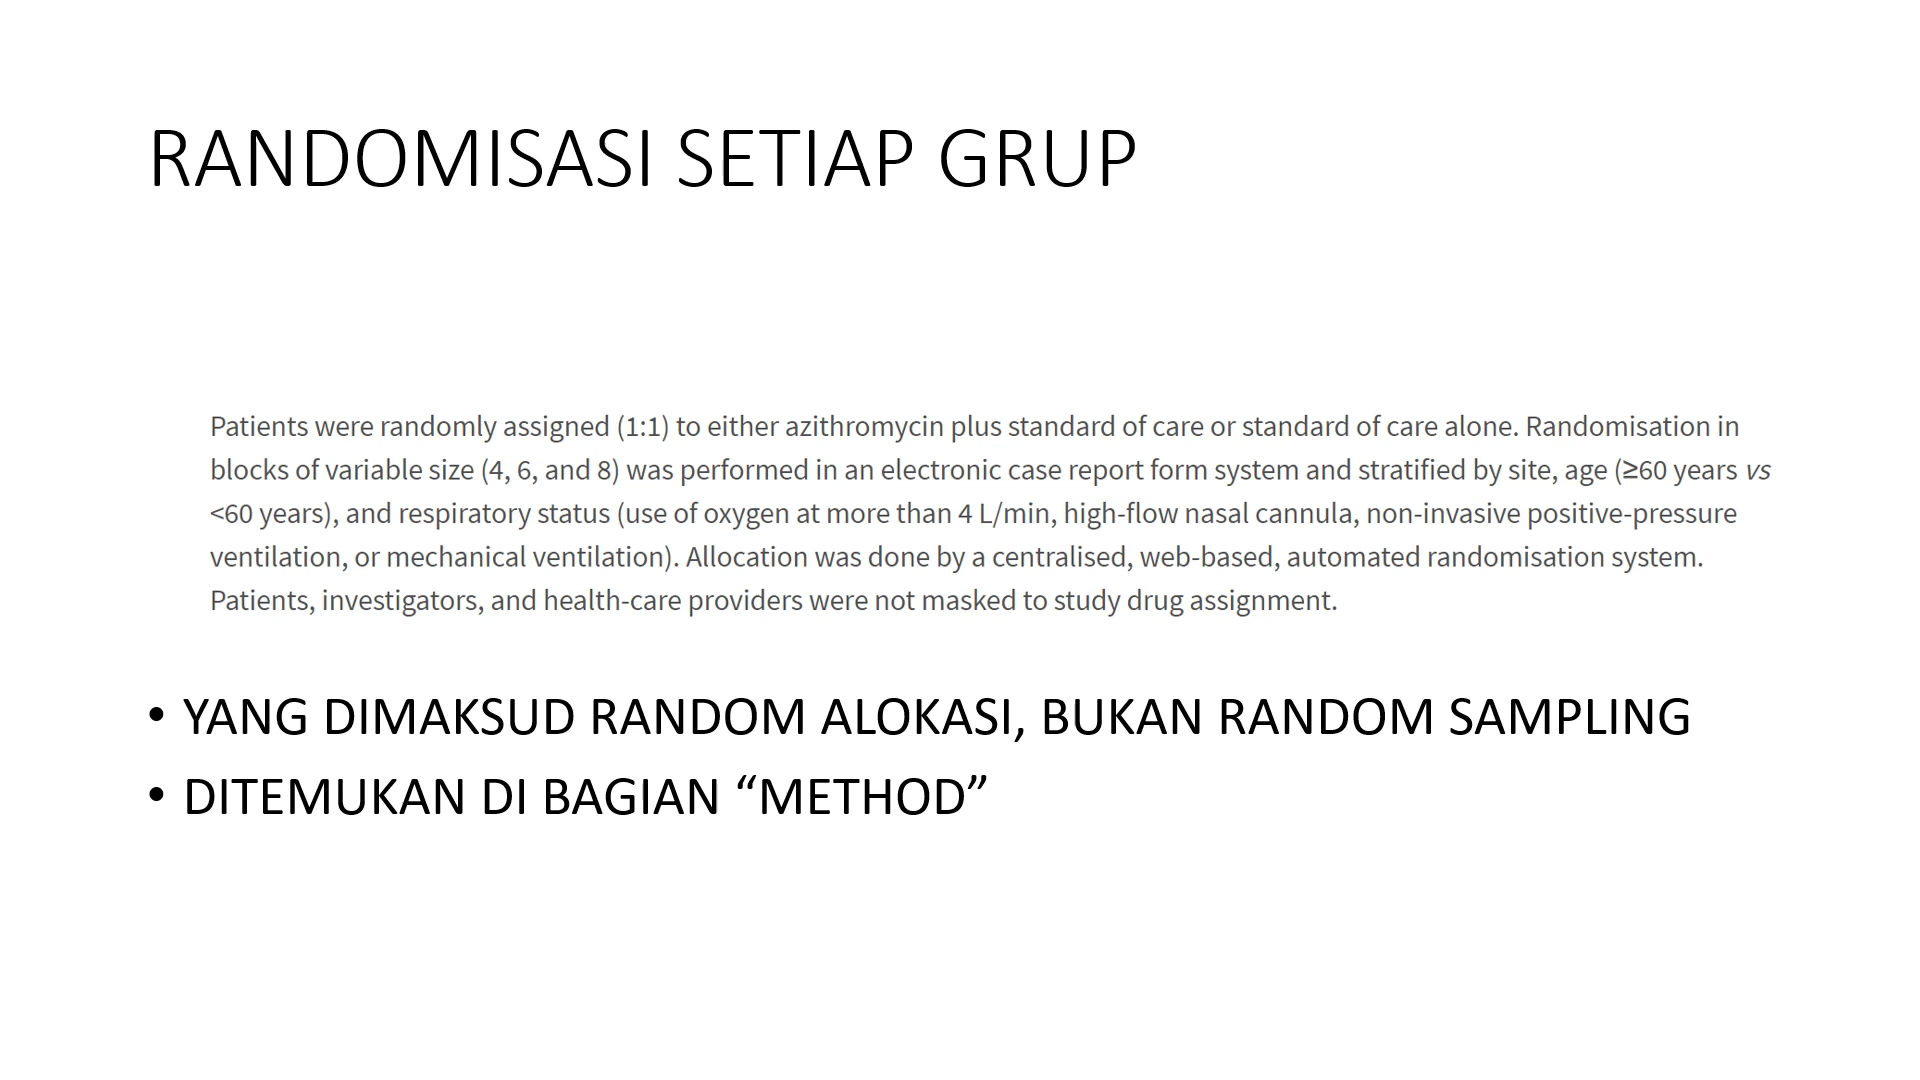 RANDOMISASI SETIAP GRUP
Patients were randomly assigned (1:1) to either azithromycin plus standard of care or standard of care alone. Randomisation in
blocks of variable size (4, 6, and 8) was performed in an electronic case report form system and stratified by site, age (≥60 years vs
<60 years), and respiratory status (use of oxygen at more than 4 L/min, high-flow nasal cannula, non-invasive positive-pressure
ventilation, or mechanical ventilation). Allocation was done by a centralised, web-based, automated randomisation system.
Patients, investigators, and health-care providers were not masked to study drug assignment.
• YANG DIMAKSUD RANDOM ALOKASI, BUKAN RANDOM SAMPLING
• DITEMUKAN DI BAGIAN “METHOD”